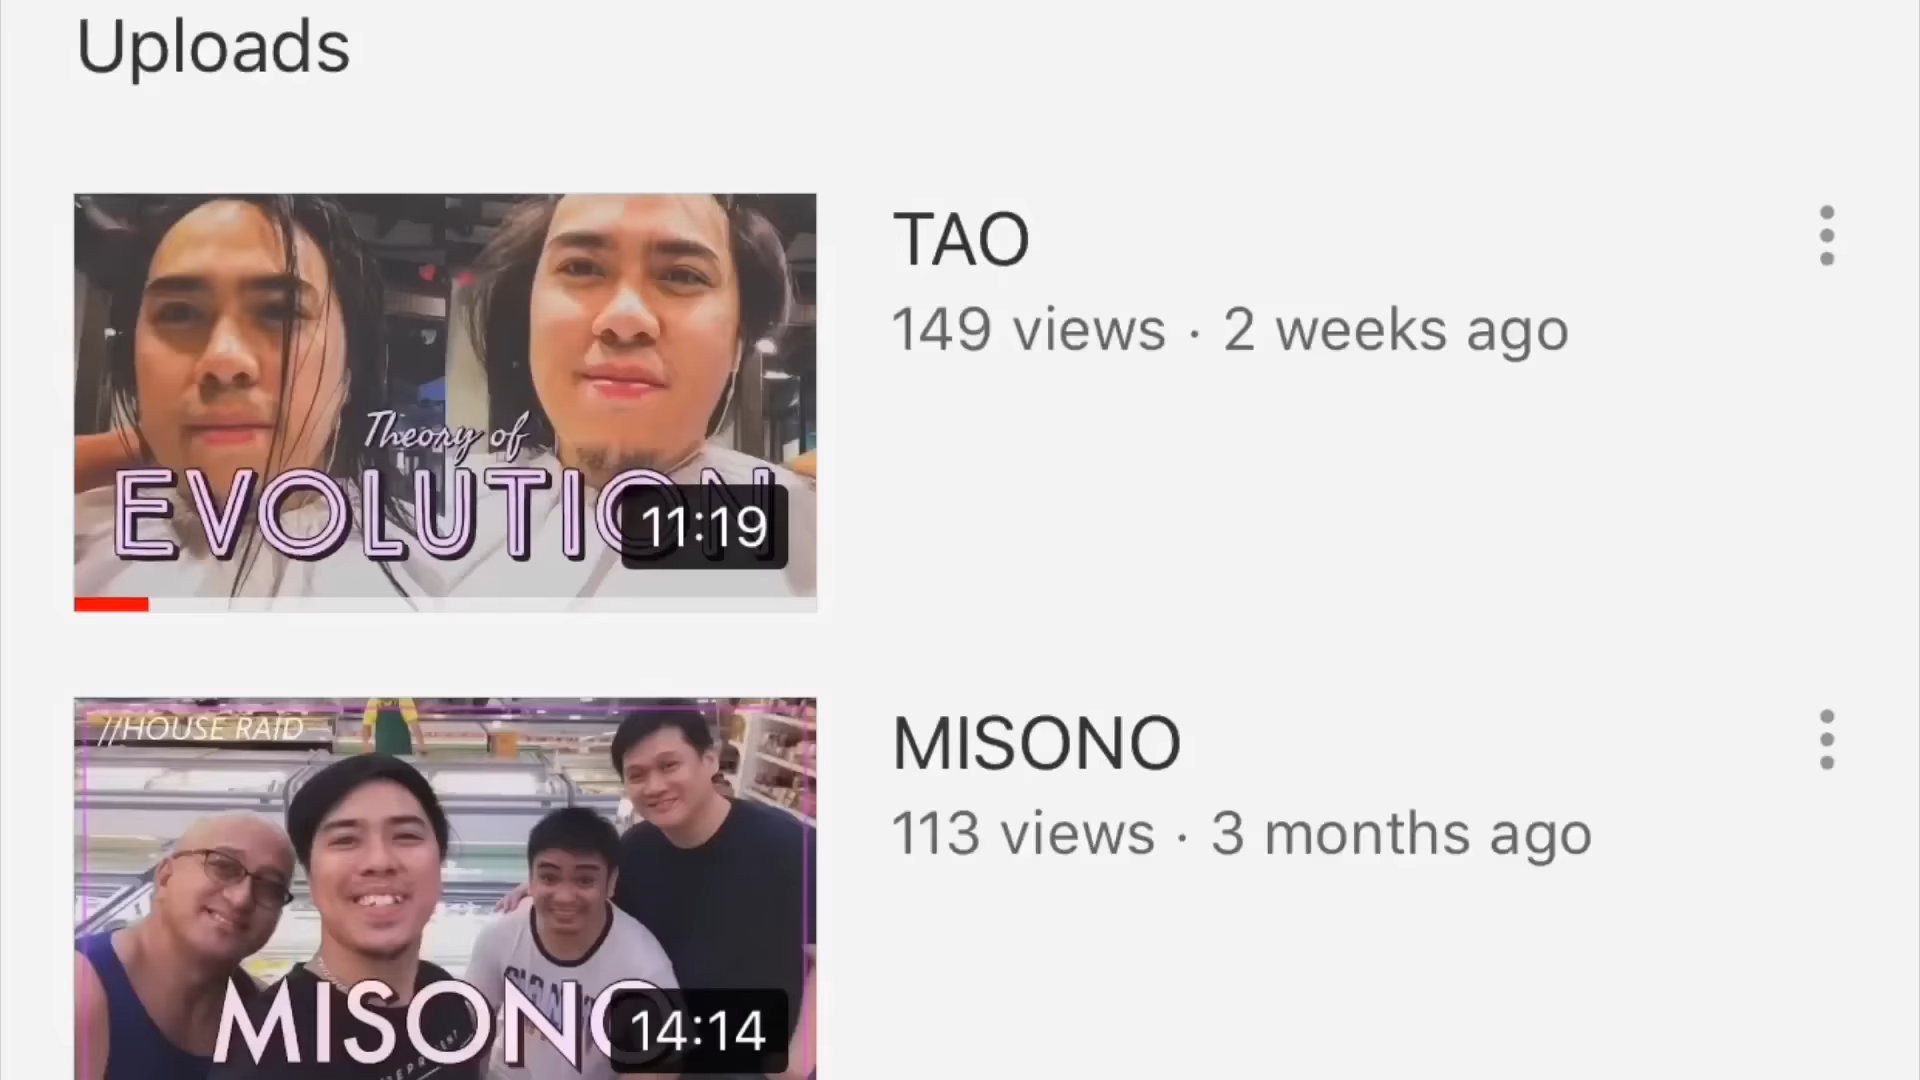 Uploads
Theory of
EVOLUTION
11:19
TAO
149 views · 2 weeks ago
//HOUSE RAID
MISONO
14:14
MISONO
113 views · 3 months ago